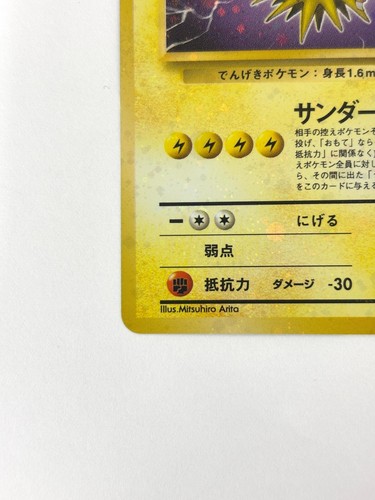 でんげきポケモン:身長1.6m
サンダー
相手の控えポケモン
投げ、「おもて」なら
抵抗力」に関係なく
えポケモン全員に対し
ら、その間に出た「
をこのカードに与える
にげる
弱点
抵抗力 ダメージ -30
Illus.Mitsuhiro Arita